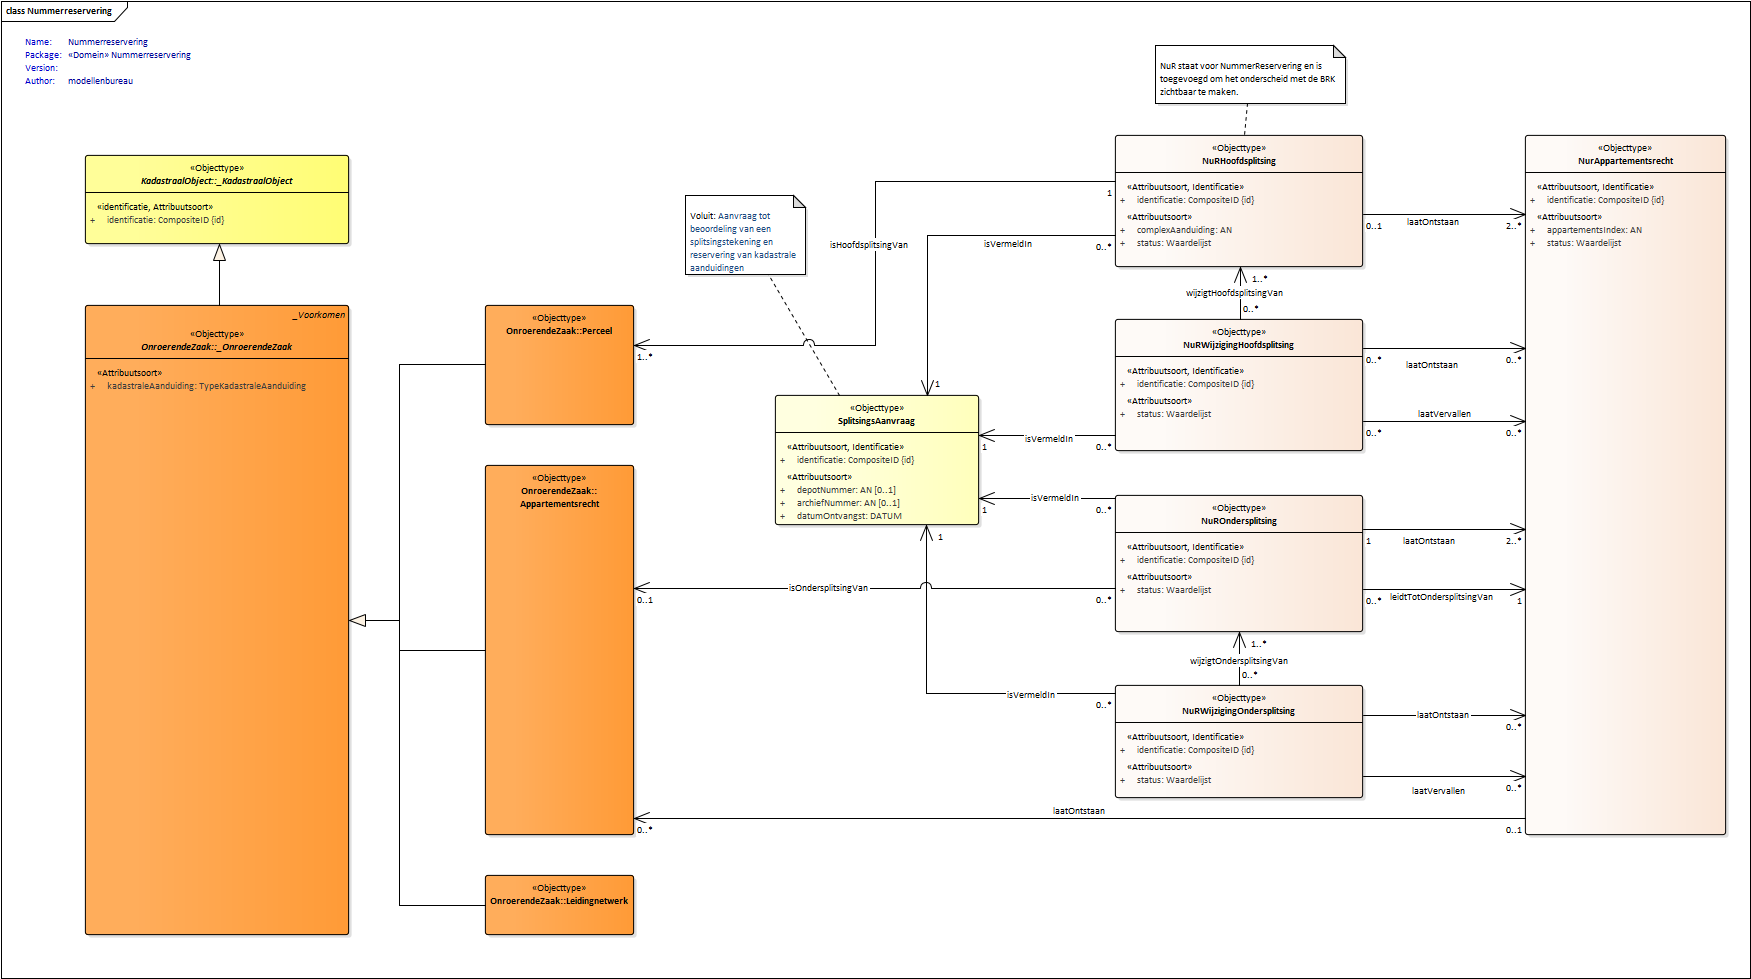 class Nummerreservering
Name: Nummerreservering
Package: «Domein» Nummerreservering
Version:
Author: modellenbureau
NuR staat voor NummerReservering en is
toegevoegd om het onderscheid met de BRK
zichtbaar te maken.
«Objecttype»
KadastraalObject::_KadastraalObject
«identificatie, Attribuutsoort»
+ identificatie: CompositeID {id}
_Voorkomen
«Objecttype»
OnroerendeZaak::_OnroerendeZaak
«Attribuutsoort»
+ kadastraleAanduiding: TypeKadastraleAanduiding
«Objecttype»
OnroerendeZaak::Perceel
«Objecttype»
OnroerendeZaak::
Appartementsrecht
«Objecttype»
OnroerendeZaak::Leidingnetwerk
Voluit: Aanvraag tot
beoordeling van een
splitsingstekening en
reservering van kadastrale
aanduidingen
«Objecttype»
SplitsingsAanvraag
«Attribuutsoort, Identificatie»
+ identificatie: CompositeID {id}
«Attribuutsoort»
+ depotNummer: AN [0..1]
+ archiefNummer: AN [0..1]
+ datumOntvangst: DATUM
«Objecttype»
NuRHoofdsplitsing
«Attribuutsoort, Identificatie»
+ identificatie: CompositeID {id}
«Attribuutsoort»
+ complexAanduiding: AN
+ status: Waardelijst
«Objecttype»
NuRWijzigingHoofdsplitsing
«Attribuutsoort, Identificatie»
+ identificatie: CompositeID {id}
«Attribuutsoort»
+ status: Waardelijst
«Objecttype»
NuROndersplitsing
«Attribuutsoort, Identificatie»
+ identificatie: CompositeID {id}
«Attribuutsoort»
+ status: Waardelijst
«Objecttype»
NuRWijzigingOndersplitsing
«Attribuutsoort, Identificatie»
+ identificatie: CompositeID {id}
«Attribuutsoort»
+ status: Waardelijst
«Objecttype»
NurAppartementsrecht
«Attribuutsoort, Identificatie»
+ identificatie: CompositeID {id}
«Attribuutsoort»
+ appartementsIndex: AN
+ status: Waardelijst
1
isHoofdsplitsingVan
1..*
0..*
isVermeldIn
1
0..1
laatOntstaan
2..*
1..*
wijzigtHoofdsplitsingVan
0..*
0..*
laatOntstaan
0..*
0..*
laatVervallen
0..*
1
isVermeldIn
0..*
1
isVermeldIn
0..*
1
laatOntstaan
2..*
0..*
leidtTotOndersplitsingVan
1
0..1
isOndersplitsingVan
0..*
1..*
wijzigtOndersplitsingVan
0..*
1
isVermeldIn
0..*
laatOntstaan
0..*
laatVervallen
0..*
0..*
laatOntstaan
0..1